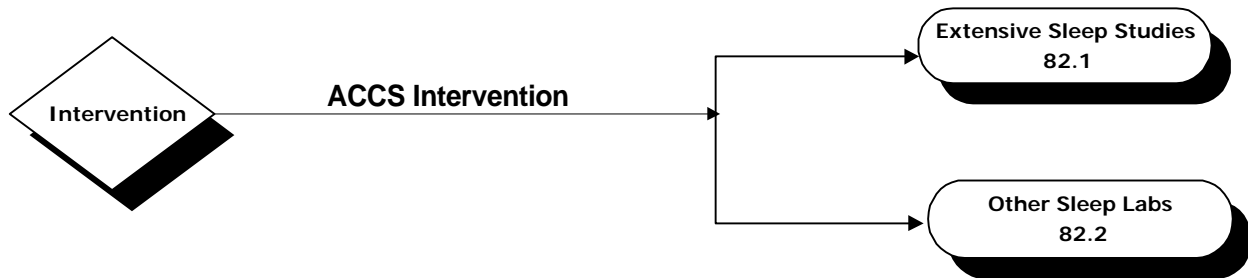 Extensive Sleep Studies
82.1
Intervention
ACCS Intervention
Other Sleep Labs
82.2